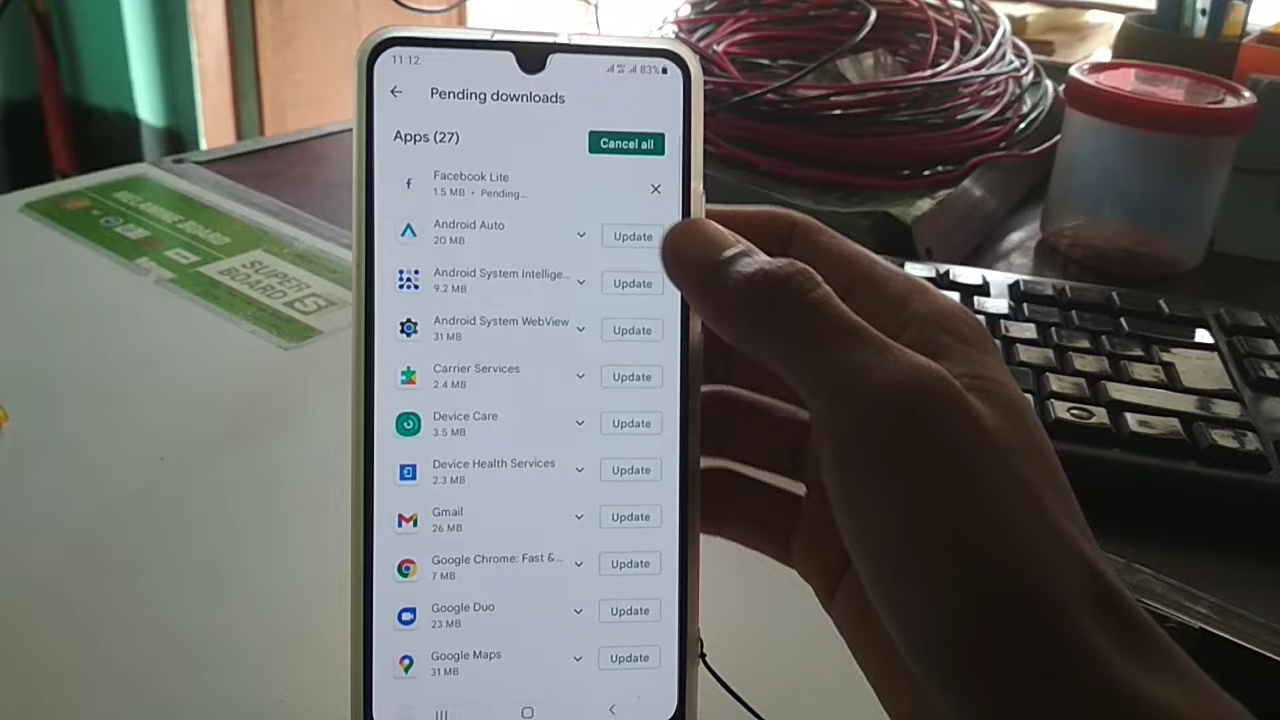 11:12
83%
Pending downloads
Apps (27)
Cancel all
Facebook Lite
1.5 MB • Pending...
Android Auto
20 MB
Update
Android System Intellige...
9.2 MB
Update
Android System WebView
31 MB
Update
Carrier Services
2.4 MB
Update
Device Care
3.5 MB
Update
Device Health Services
2.3 MB
Update
Gmail
26 MB
Update
Google Chrome: Fast &...
7 MB
Update
Google Duo
23 MB
Update
Google Maps
31 MB
Update
MELAMINE BOARD
SUPER
BOARD S